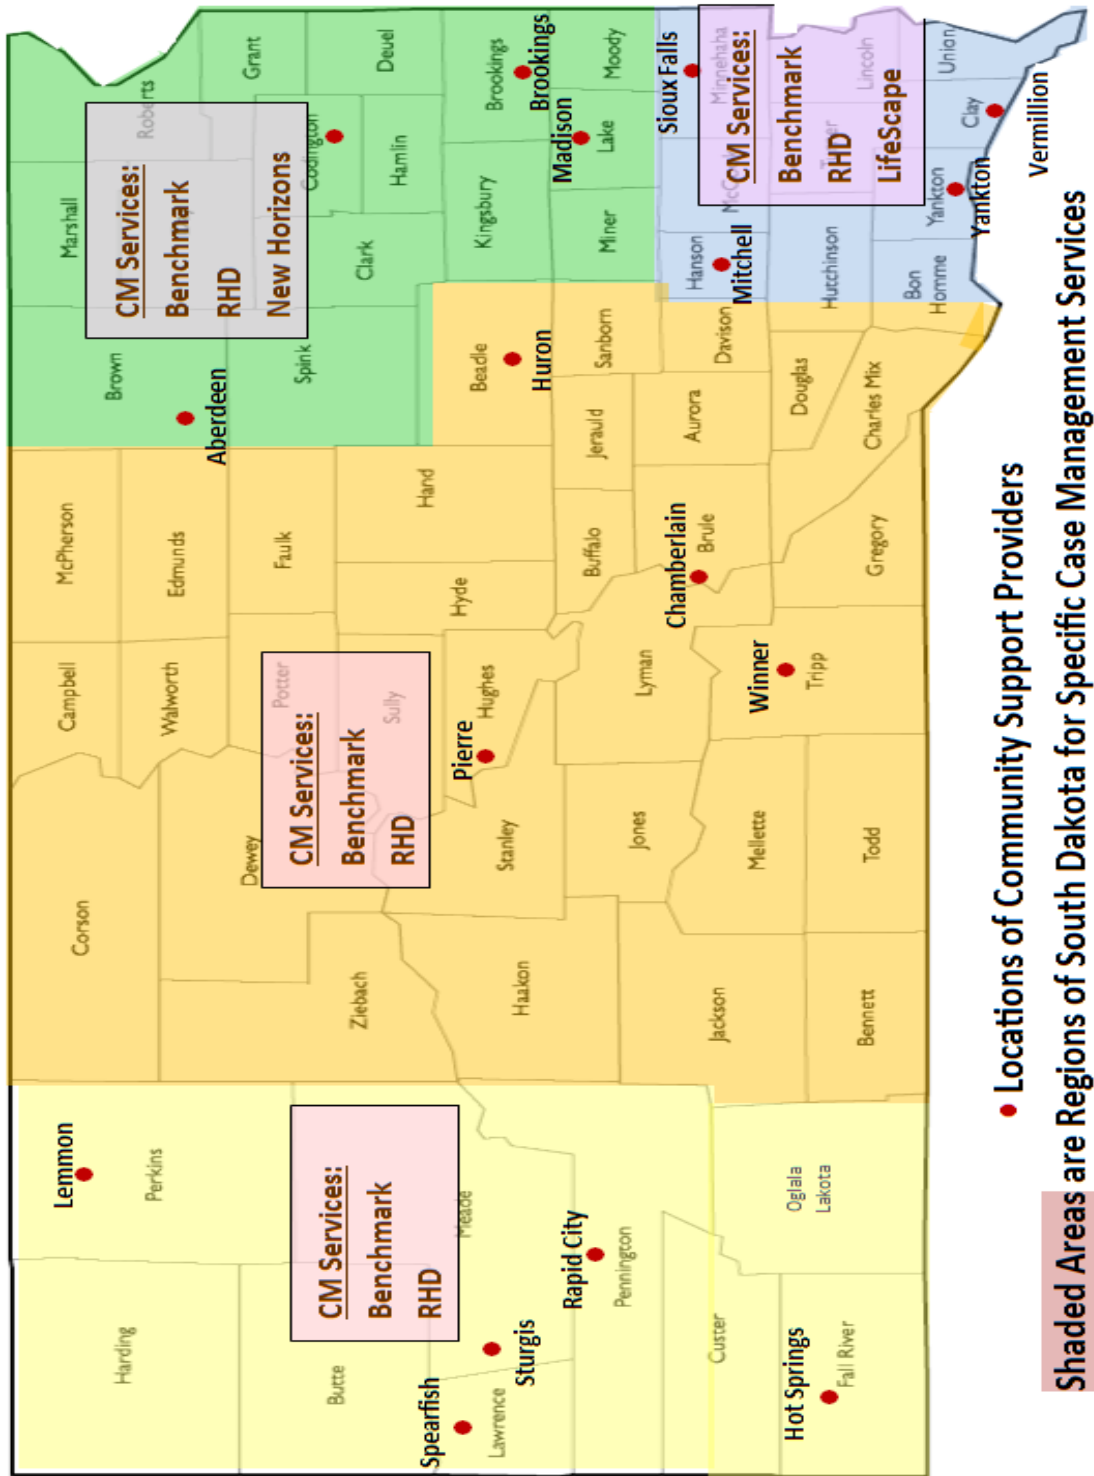 Lemmon
Perkins
Harding
Butte
Meade
CM Services:
Benchmark
RHD
Spearfish
Lawrence
Sturgis
Rapid City
Pennington
Custer
Hot Springs
Fall River
Oglala
Lakota
Corson
Campbell
McPherson
Walworth
Edmunds
Dewey
Potter
Faulk
Ziebach
Sully
CM Services:
Benchmark
RHD
Hyde
Hand
Haakon
Stanley
Pierre
Hughes
Jones
Lyman
Buffalo
Jerauld
Sanborn
Beadle
Huron
Jackson
Mellette
Chamberlain
Brule
Aurora
Davison
Bennett
Todd
Winner
Tripp
Gregory
Charles Mix
Douglas
Brown
Aberdeen
Spink
Marshall
Roberts
CM Services:
Benchmark
RHD
New Horizons
Grant
Codington
Deuel
Clark
Hamlin
Kingsbury
Brookings
Brookings
Madison
Lake
Moody
Miner
Sioux Falls
Minnehaha
Hanson
Mitchell
CM Services:
Benchmark
RHD
LifeScape
Lincoln
Hutchinson
Bon
Homme
Yankton
Yankton
Clay
Union
Vermillion
Locations of Community Support Providers
Shaded Areas are Regions of South Dakota for Specific Case Management Services